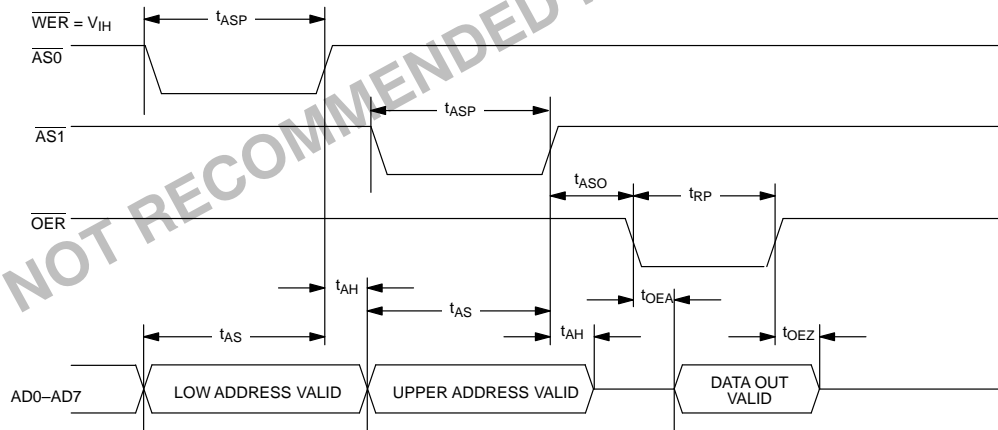 WER = VIH
tASP
AS0
tASP
AS1
tASO
tRP
OER
tAH
tOEA
tAS
tAS
tAH
tOEZ
AD0–AD7
LOW ADDRESS VALID
UPPER ADDRESS VALID
DATA OUT
VALID
NOT RECOMMENDED